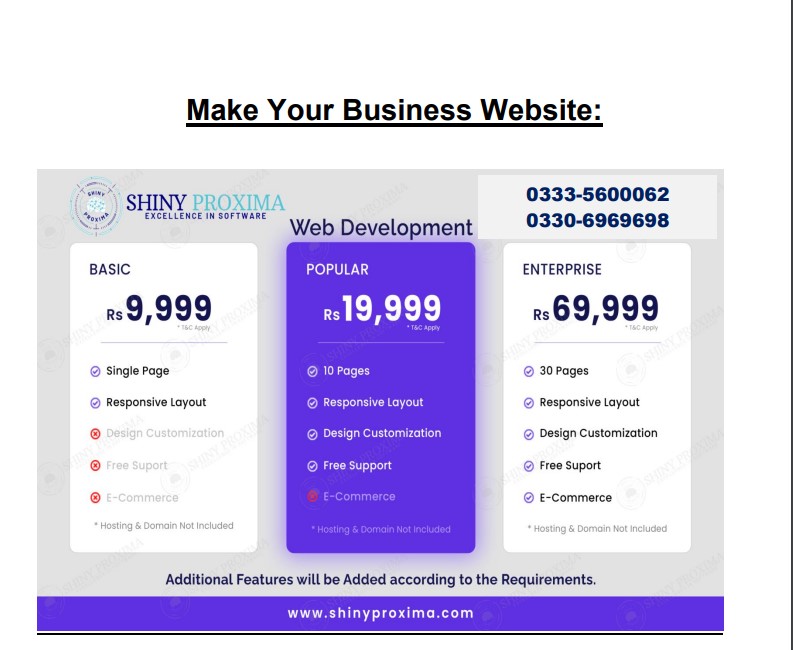 Make Your Business Website:
SHINY
PROXIMA
SHINY PROXIMA
EXCELLENCE IN SOFTWARE
0333-5600062
0330-6969698
Web Development
BASIC
Rs 9,999
* T&C Apply
Single Page
Responsive Layout
Design Customization
Free Suport
E-Commerce
* Hosting & Domain Not Included
POPULAR
Rs 19,999
* T&C Apply
10 Pages
Responsive Layout
Design Customization
Free Support
E-Commerce
* Hosting & Domain Not Included
ENTERPRISE
Rs 69,999
* T&C Apply
30 Pages
Responsive Layout
Design Customization
Free Suport
E-Commerce
* Hosting & Domain Not Included
Additional Features will be Added according to the Requirements.
www.shinyproxima.com